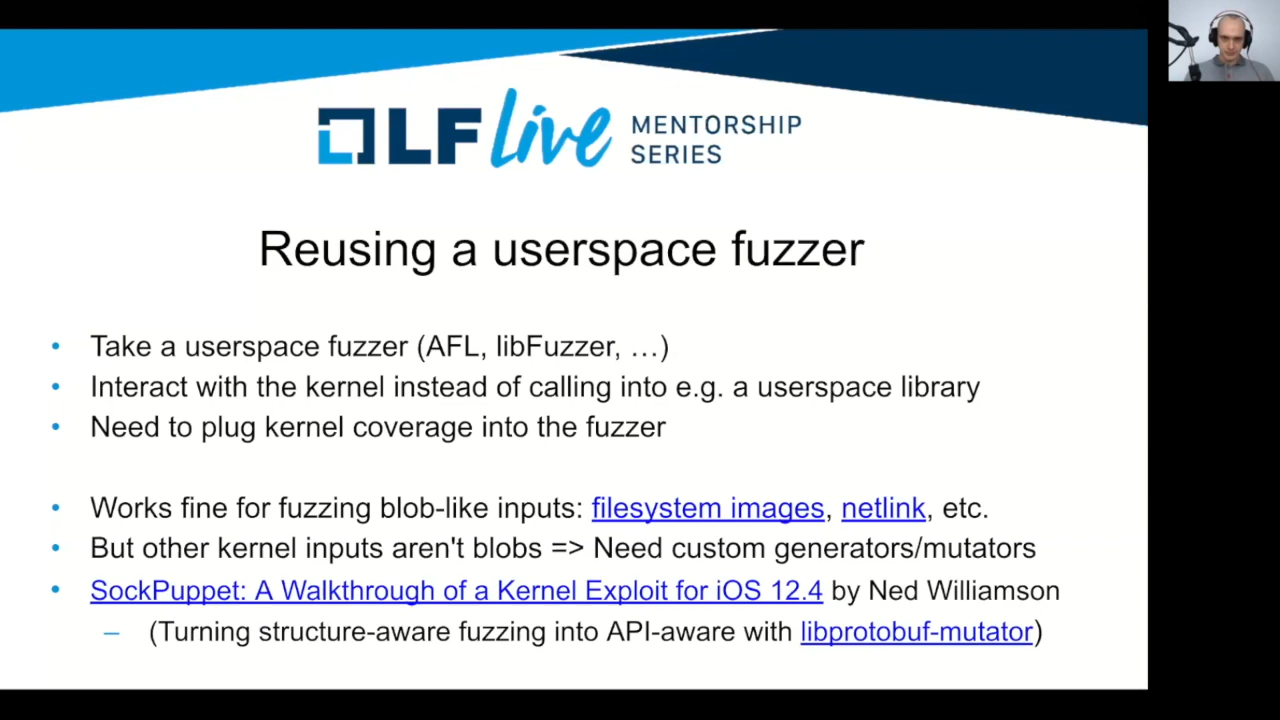 LF Live MENTORSHIP
SERIES
Reusing a userspace fuzzer
• Take a userspace fuzzer (AFL, libFuzzer, …)
• Interact with the kernel instead of calling into e.g. a userspace library
• Need to plug kernel coverage into the fuzzer
• Works fine for fuzzing blob-like inputs: filesystem images, netlink, etc.
• But other kernel inputs aren't blobs => Need custom generators/mutators
• SockPuppet: A Walkthrough of a Kernel Exploit for iOS 12.4 by Ned Williamson
– (Turning structure-aware fuzzing into API-aware with libprotobuf-mutator)